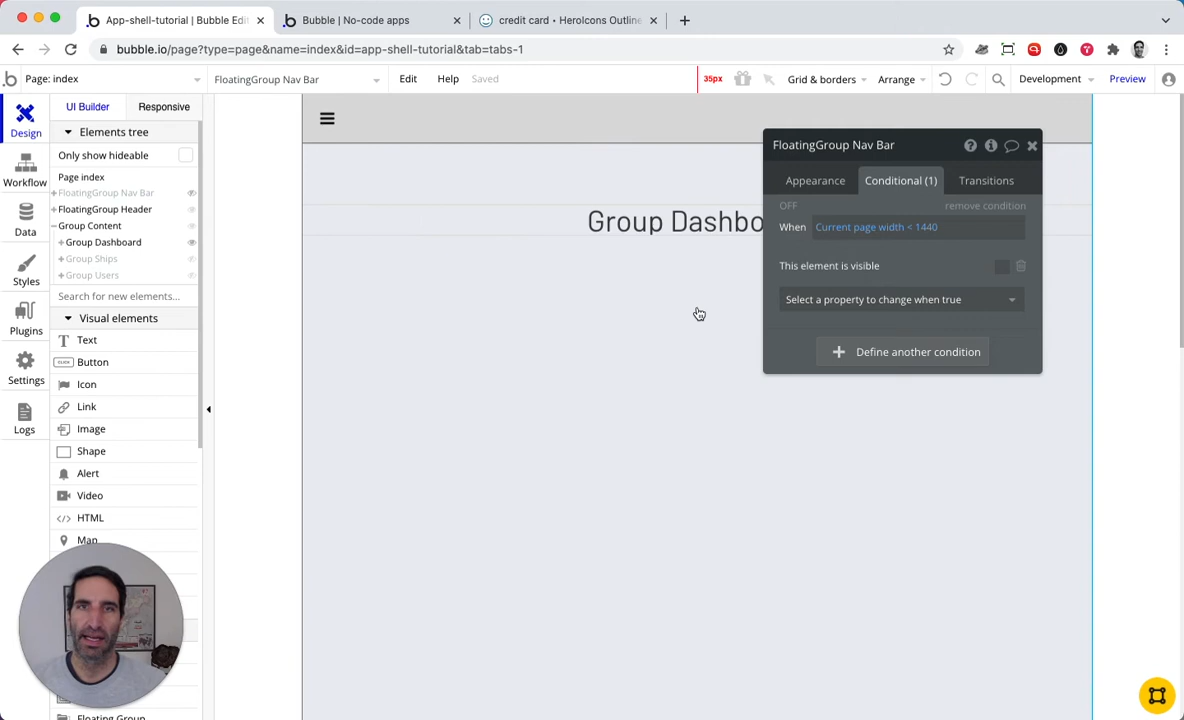 App-shell-tutorial | Bubble Edi
Bubble | No-code apps
credit card · HeroIcons Outline
bubble.io/page?type=page&name=index&id=app-shell-tutorial&tab=tabs-1
Page: index
FloatingGroup Nav Bar
Edit
Help
Saved
35px
Grid & borders
Arrange
Development
Preview
Design
Workflow
Data
Styles
Plugins
Settings
Logs
UI Builder
Responsive
Elements tree
Only show hideable
Page index
FloatingGroup Nav Bar
FloatingGroup Header
Group Content
Group Dashboard
Group Ships
Group Users
Search for new elements...
Visual elements
Text
CLICK
Button
Icon
Link
Image
Shape
Alert
Video
HTML
Map
Floating Group
Group Dashbo
FloatingGroup Nav Bar
Appearance
Conditional (1)
Transitions
OFF
remove condition
When
Current page width < 1440
This element is visible
Select a property to change when true
Define another condition